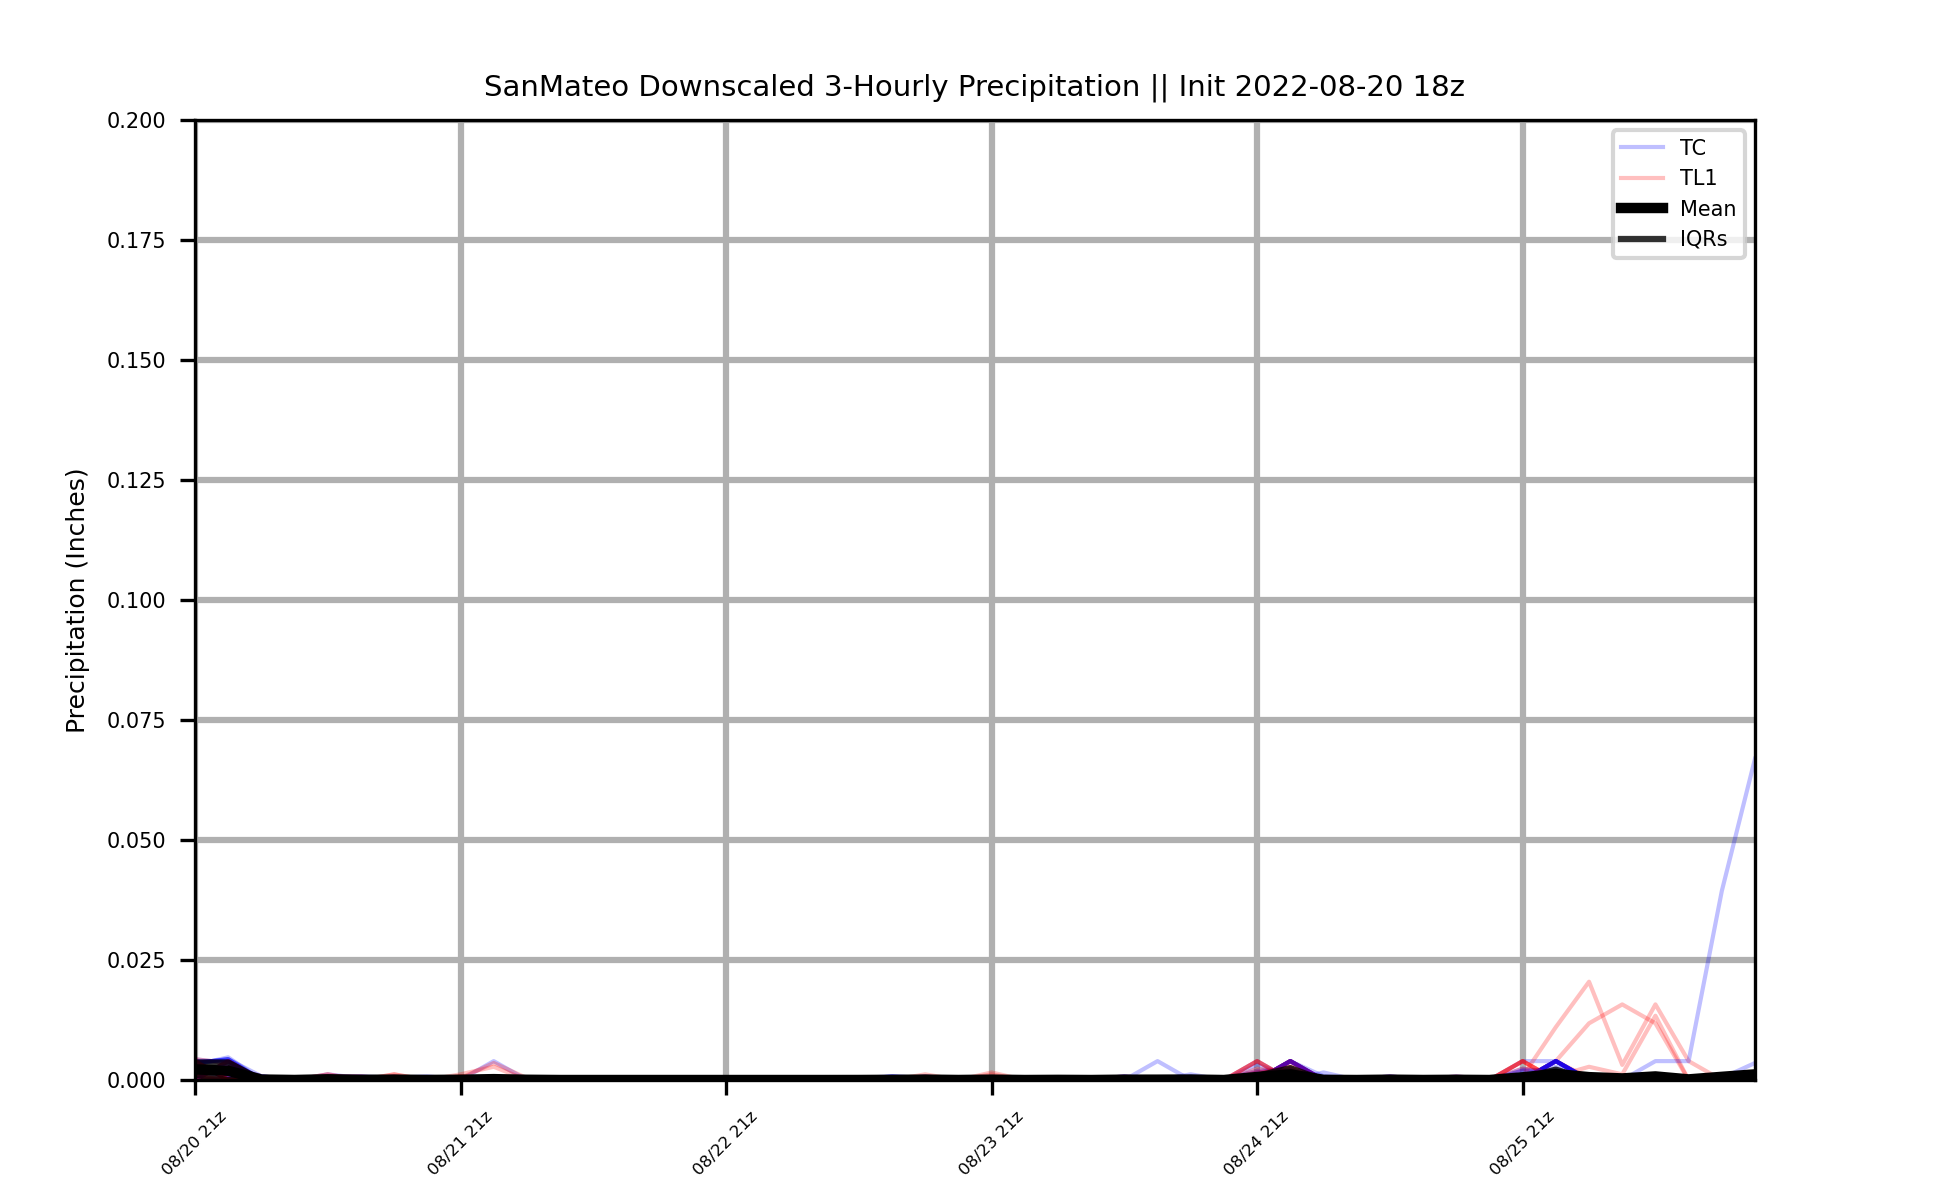 SanMateo Downscaled 3-Hourly Precipitation || Init 2022-08-20 18z
TC
TL1
Mean
IQRs
Precipitation (Inches)
0.200
0.175
0.150
0.125
0.100
0.075
0.050
0.025
0.000
08/20 21z
08/21 21z
08/22 21z
08/23 21z
08/24 21z
08/25 21z